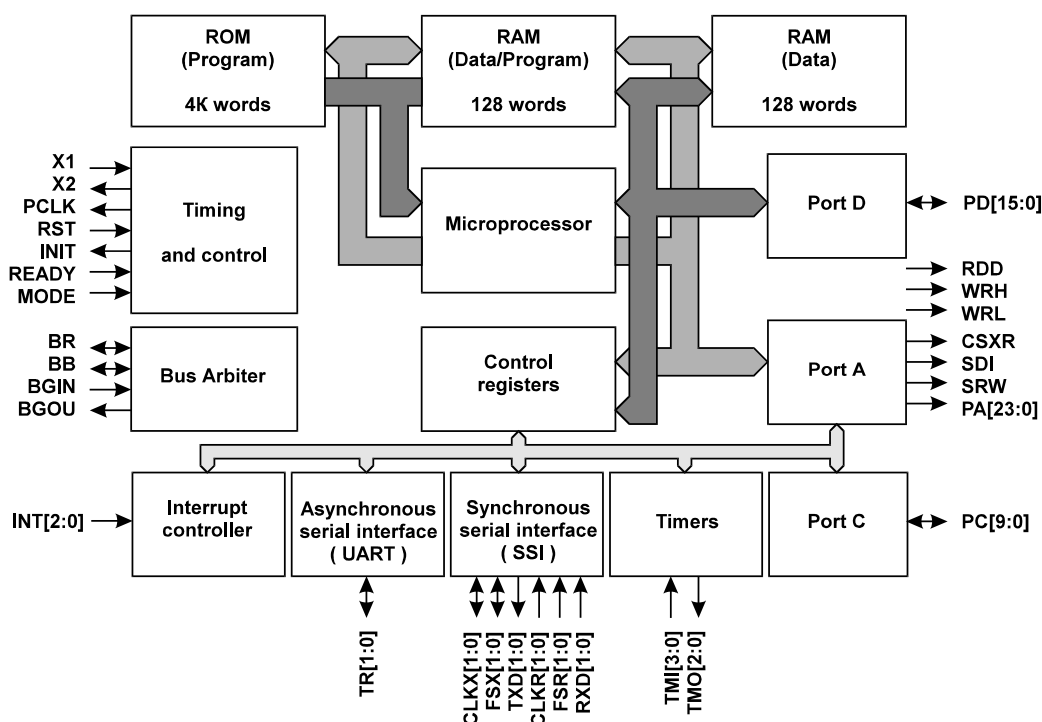 ROM
(Program)
4K words
RAM
(Data/Program)
128 words
RAM
(Data)
128 words
X1
X2
PCLK
RST
INIT
READY
MODE
Timing
and control
Microprocessor
Port D
PD[15:0]
RDD
WRH
WRL
BR
BB
BGIN
BGOU
Bus Arbiter
Control
registers
Port A
CSXR
SDI
SRW
PA[23:0]
INT[2:0]
Interrupt
controller
Asynchronous
serial interface
( UART )
Synchronous
serial interface
( SSI )
Timers
Port C
PC[9:0]
TR[1:0]
CLKX[1:0]
FSX[1:0]
TXD[1:0]
CLKR[1:0]
FSR[1:0]
RXD[1:0]
TMI[3:0]
TMO[2:0]